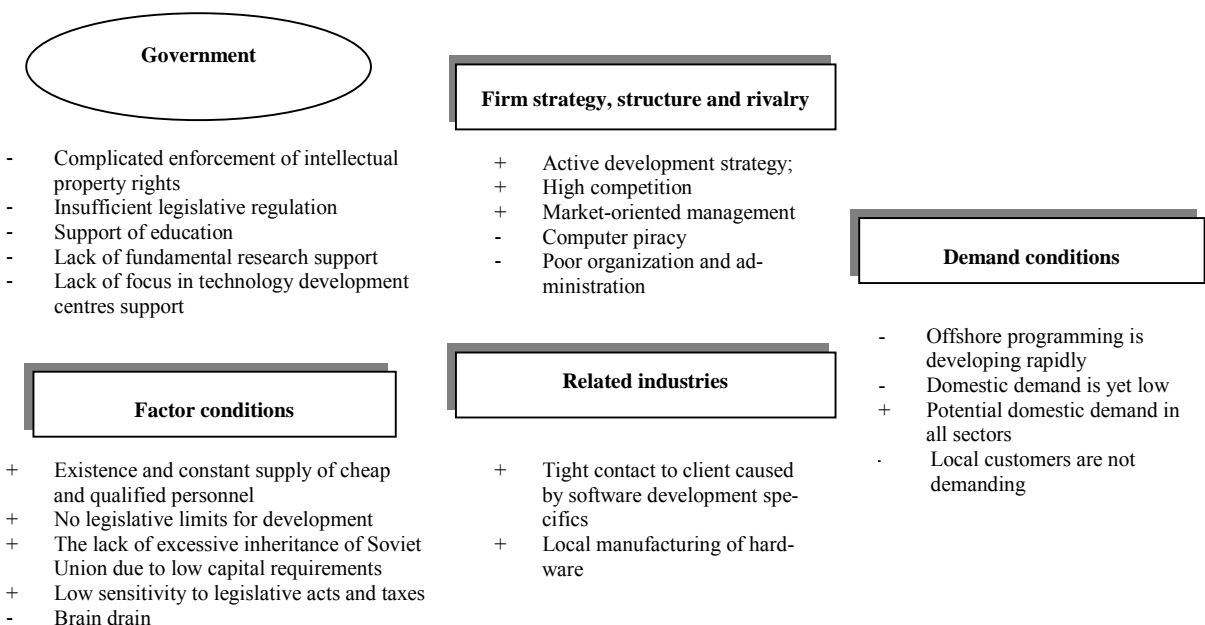 Government
- Complicated enforcement of intellectual
property rights
- Insufficient legislative regulation
- Support of education
- Lack of fundamental research support
- Lack of focus in technology development
centres support
Firm strategy, structure and rivalry
+ Active development strategy;
+ High competition
+ Market-oriented management
- Computer piracy
- Poor organization and ad-
ministration
Demand conditions
- Offshore programming is
developing rapidly
- Domestic demand is yet low
+ Potential domestic demand in
all sectors
- Local customers are not
demanding
Factor conditions
+ Existence and constant supply of cheap
and qualified personnel
+ No legislative limits for development
+ The lack of excessive inheritance of Soviet
Union due to low capital requirements
+ Low sensitivity to legislative acts and taxes
- Brain drain
Related industries
+ Tight contact to client caused
by software development spe-
cifics
+ Local manufacturing of hard-
ware